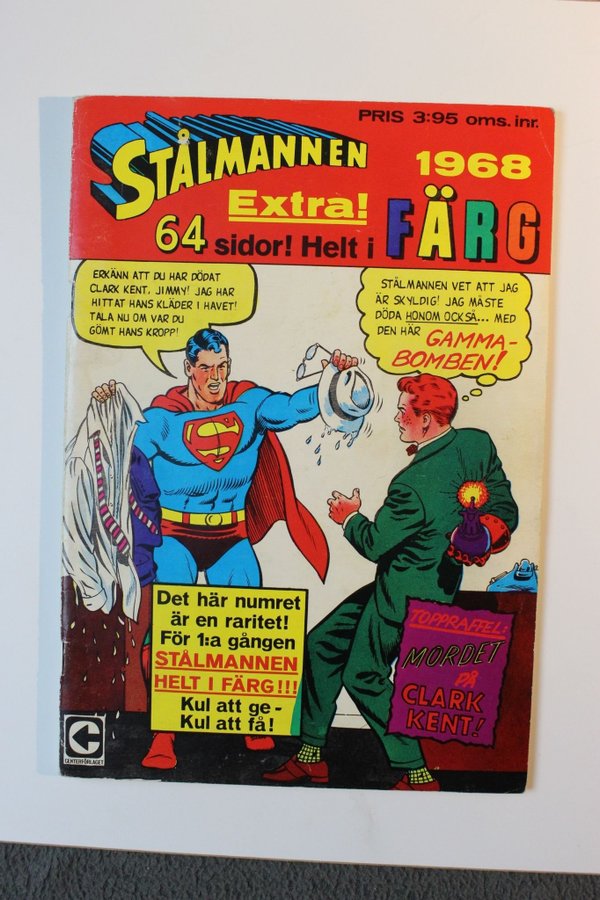 PRIS 3:95 oms. inr.
STÅLMANNEN
1968
Extra!
64 sidor! Helt i FÄRG
ERKÄNN ATT DU HAR DÖDAT
CLARK KENT, JIMMY! JAG HAR
HITTAT HANS KLÄDER I HAVET!
TALA NU OM VAR DU
GÖMT HANS KROPP!
STÅLMANNEN VET ATT JAG
ÄR SKYLDIG! JAG MÅSTE
DÖDA HONOM OCKSÅ... MED
DEN HÄR GAMMA-
BOMBEN!
S
Det här numret
är en raritet!
För 1:a gången
STÅLMANNEN
HELT I FÄRG!!!
Kul att ge -
Kul att få!
TOPPRAFFEL:
MORDET
PÅ
CLARK
KENT!
C
CENTERFÖRLAGET